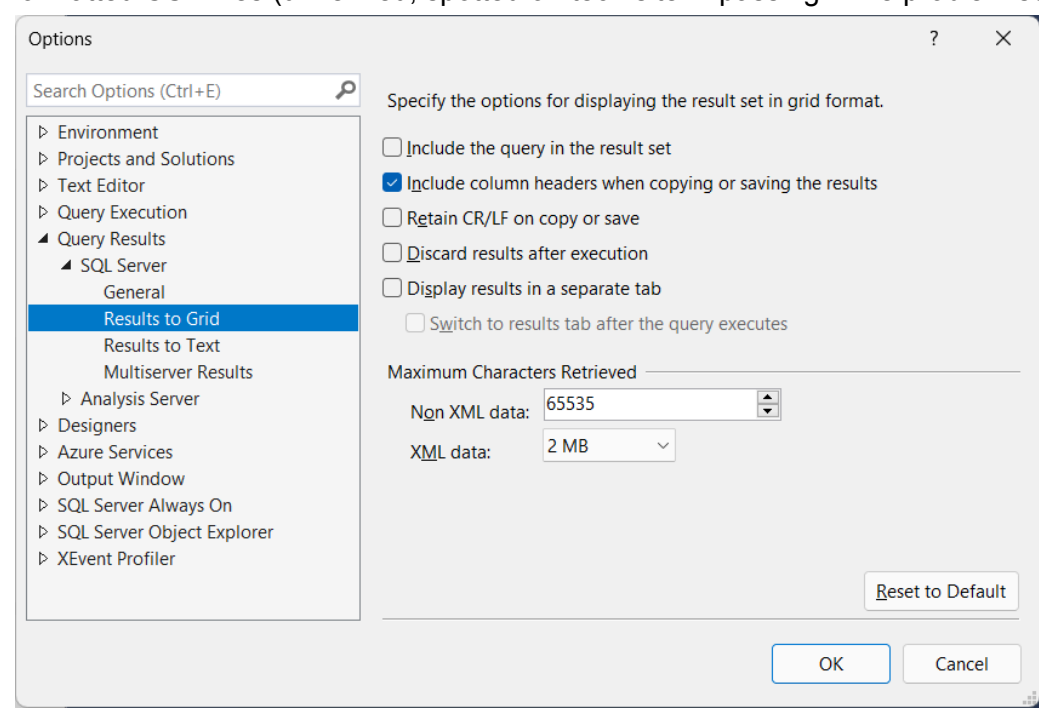 Options
?
Search Options (Ctrl+E)
Environment
Projects and Solutions
Text Editor
Query Execution
Query Results
SQL Server
General
Results to Grid
Results to Text
Multiserver Results
Analysis Server
Designers
Azure Services
Output Window
SQL Server Always On
SQL Server Object Explorer
XEvent Profiler
Specify the options for displaying the result set in grid format.
Include the query in the result set
Include column headers when copying or saving the results
Retain CR/LF on copy or save
Discard results after execution
Display results in a separate tab
Switch to results tab after the query executes
Maximum Characters Retrieved
Non XML data: 65535
XML data: 2 MB
Reset to Default
OK Cancel